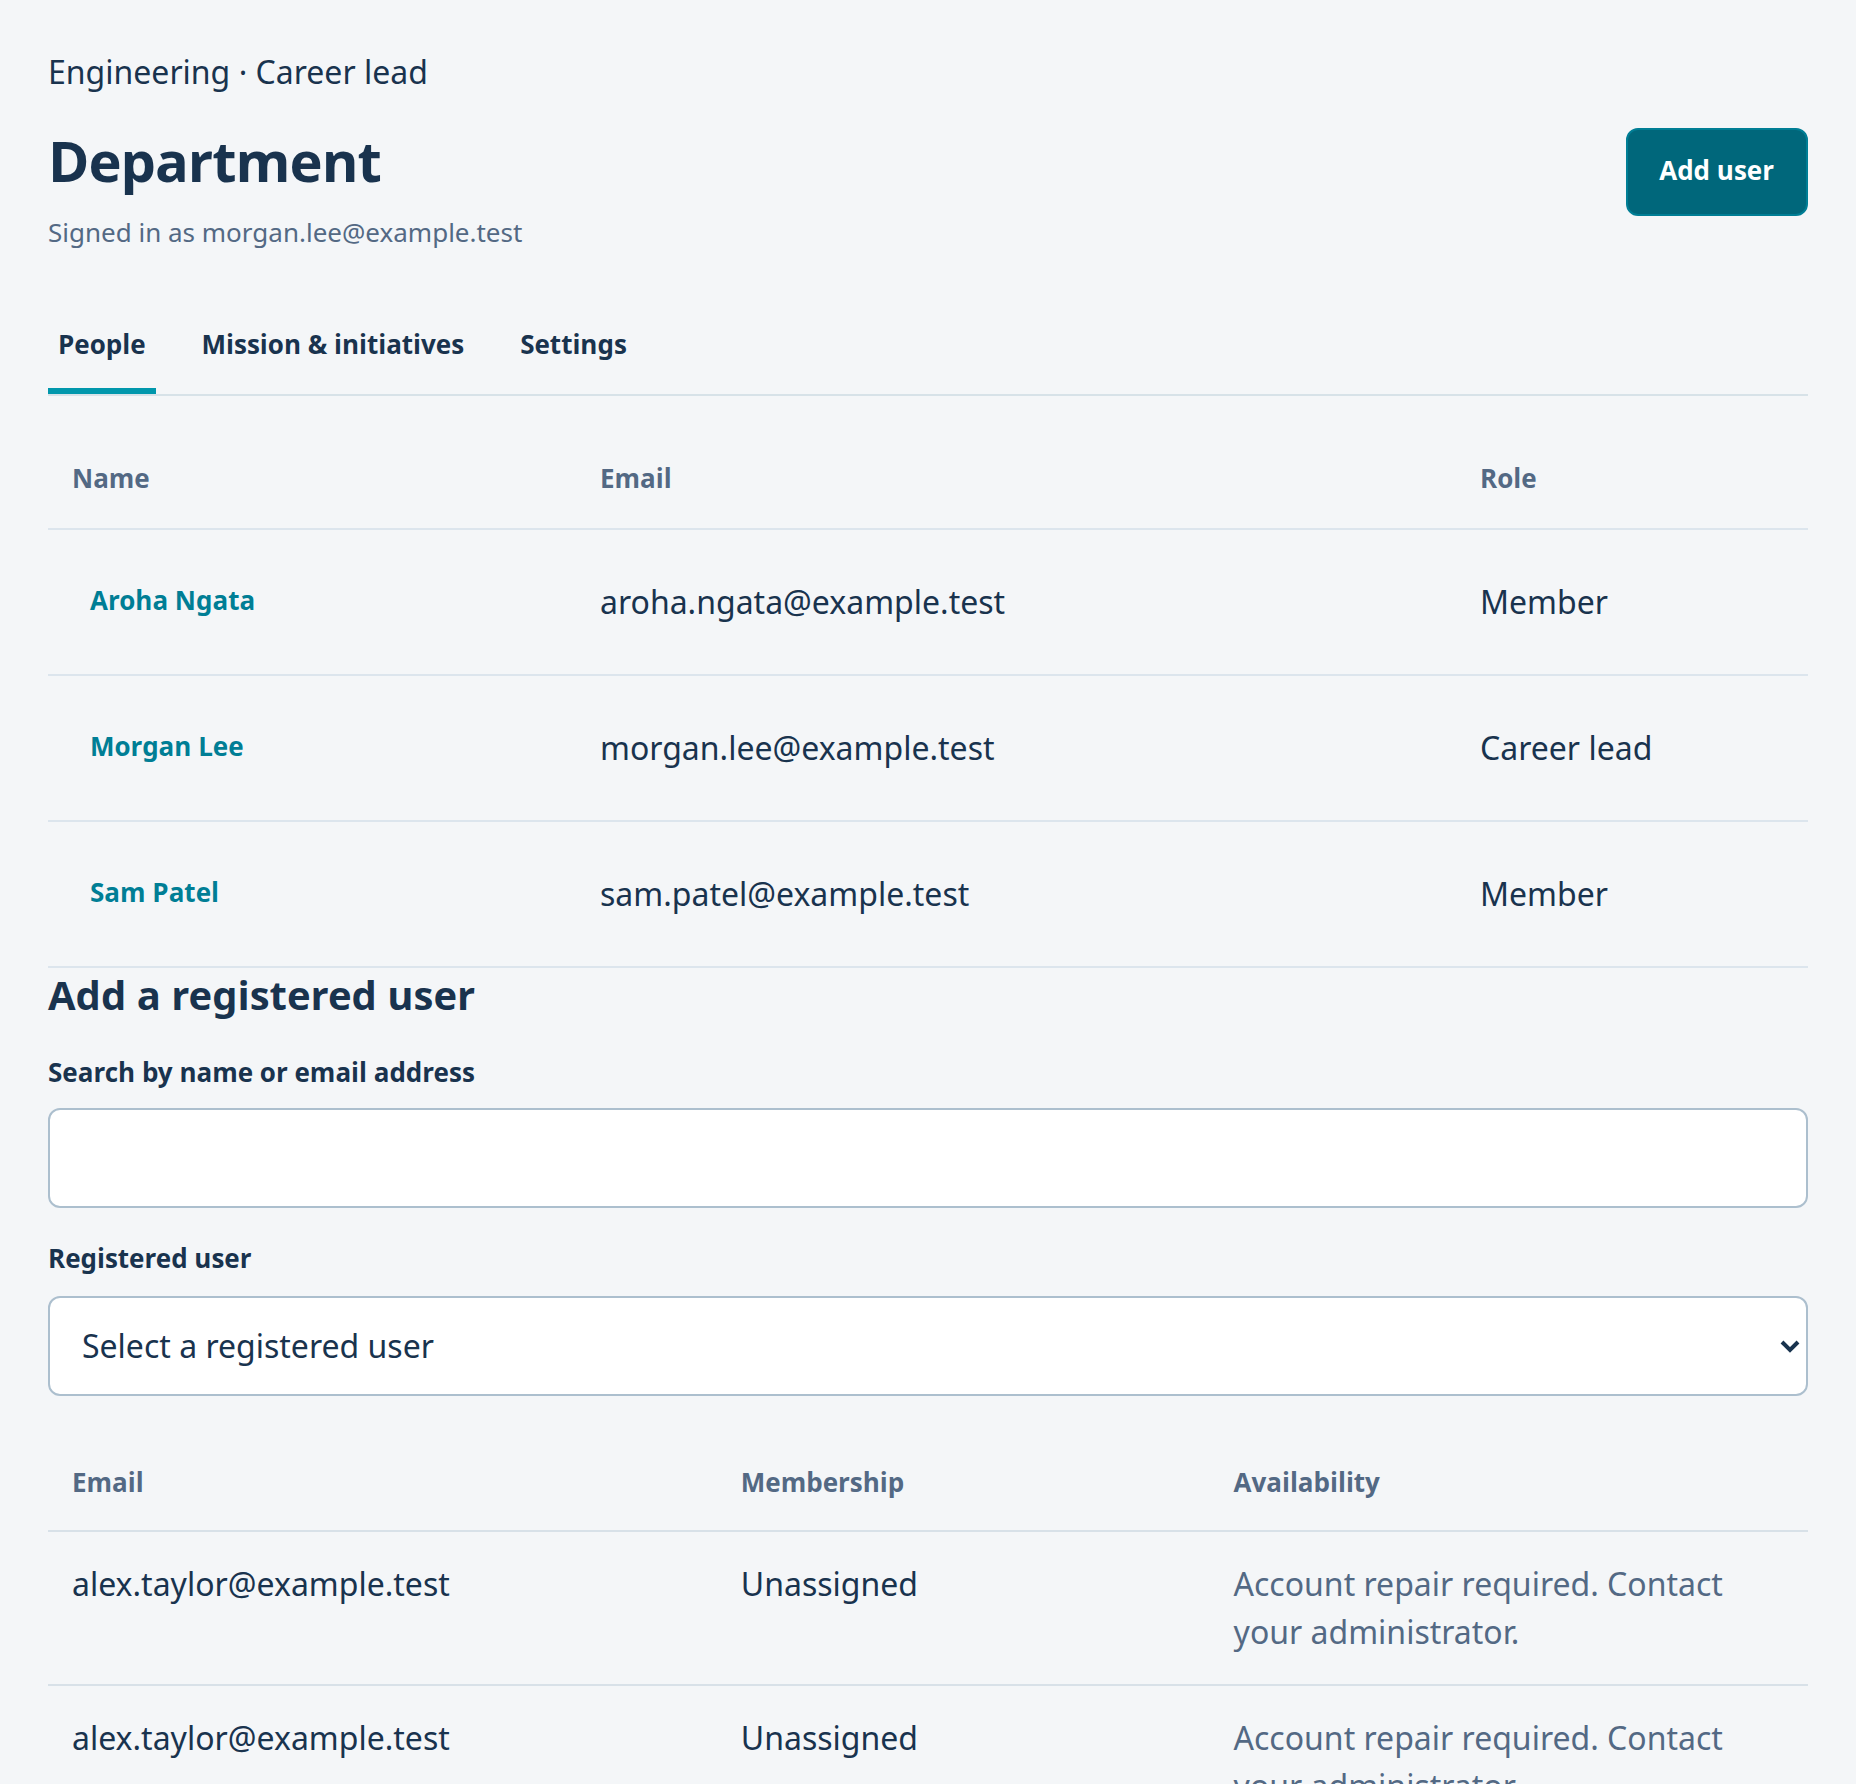 Engineering · Career lead
Department
Add user
Signed in as morgan.lee@example.test
People Mission & initiatives Settings
Name Email Role
Aroha Ngata aroha.ngata@example.test Member
Morgan Lee morgan.lee@example.test Career lead
Sam Patel sam.patel@example.test Member
Add a registered user
Search by name or email address
Registered user
Select a registered user
Email Membership Availability
alex.taylor@example.test Unassigned Account repair required. Contact
your administrator.
alex.taylor@example.test Unassigned Account repair required. Contact
your administrator.